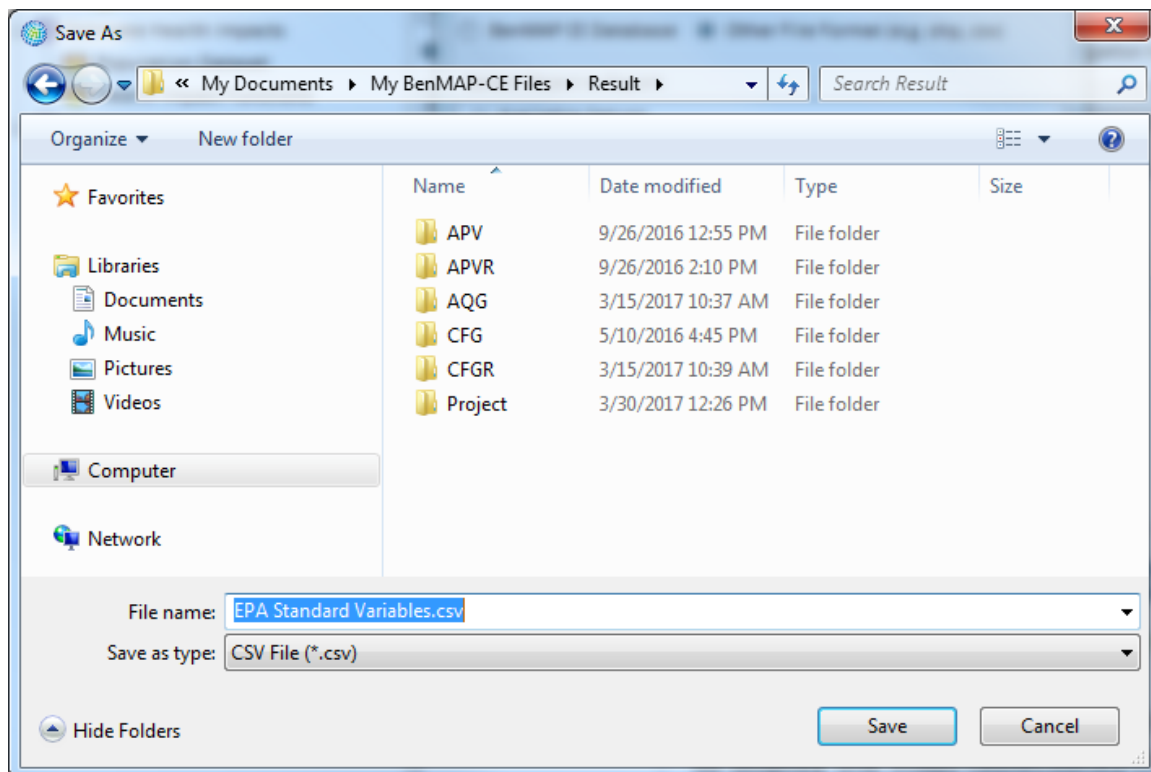 Save As
« My Documents ▸ My BenMAP-CE Files ▸ Result ▸ Search Result
Organize New folder
Name Date modified Type Size
Favorites
Libraries
Documents
Music
Pictures
Videos
Computer
Network
APV 9/26/2016 12:55 PM File folder
APVR 9/26/2016 2:10 PM File folder
AQG 3/15/2017 10:37 AM File folder
CFG 5/10/2016 4:45 PM File folder
CFGR 3/15/2017 10:39 AM File folder
Project 3/30/2017 12:26 PM File folder
File name: EPA Standard Variables.csv
Save as type: CSV File (*.csv)
Hide Folders Save Cancel